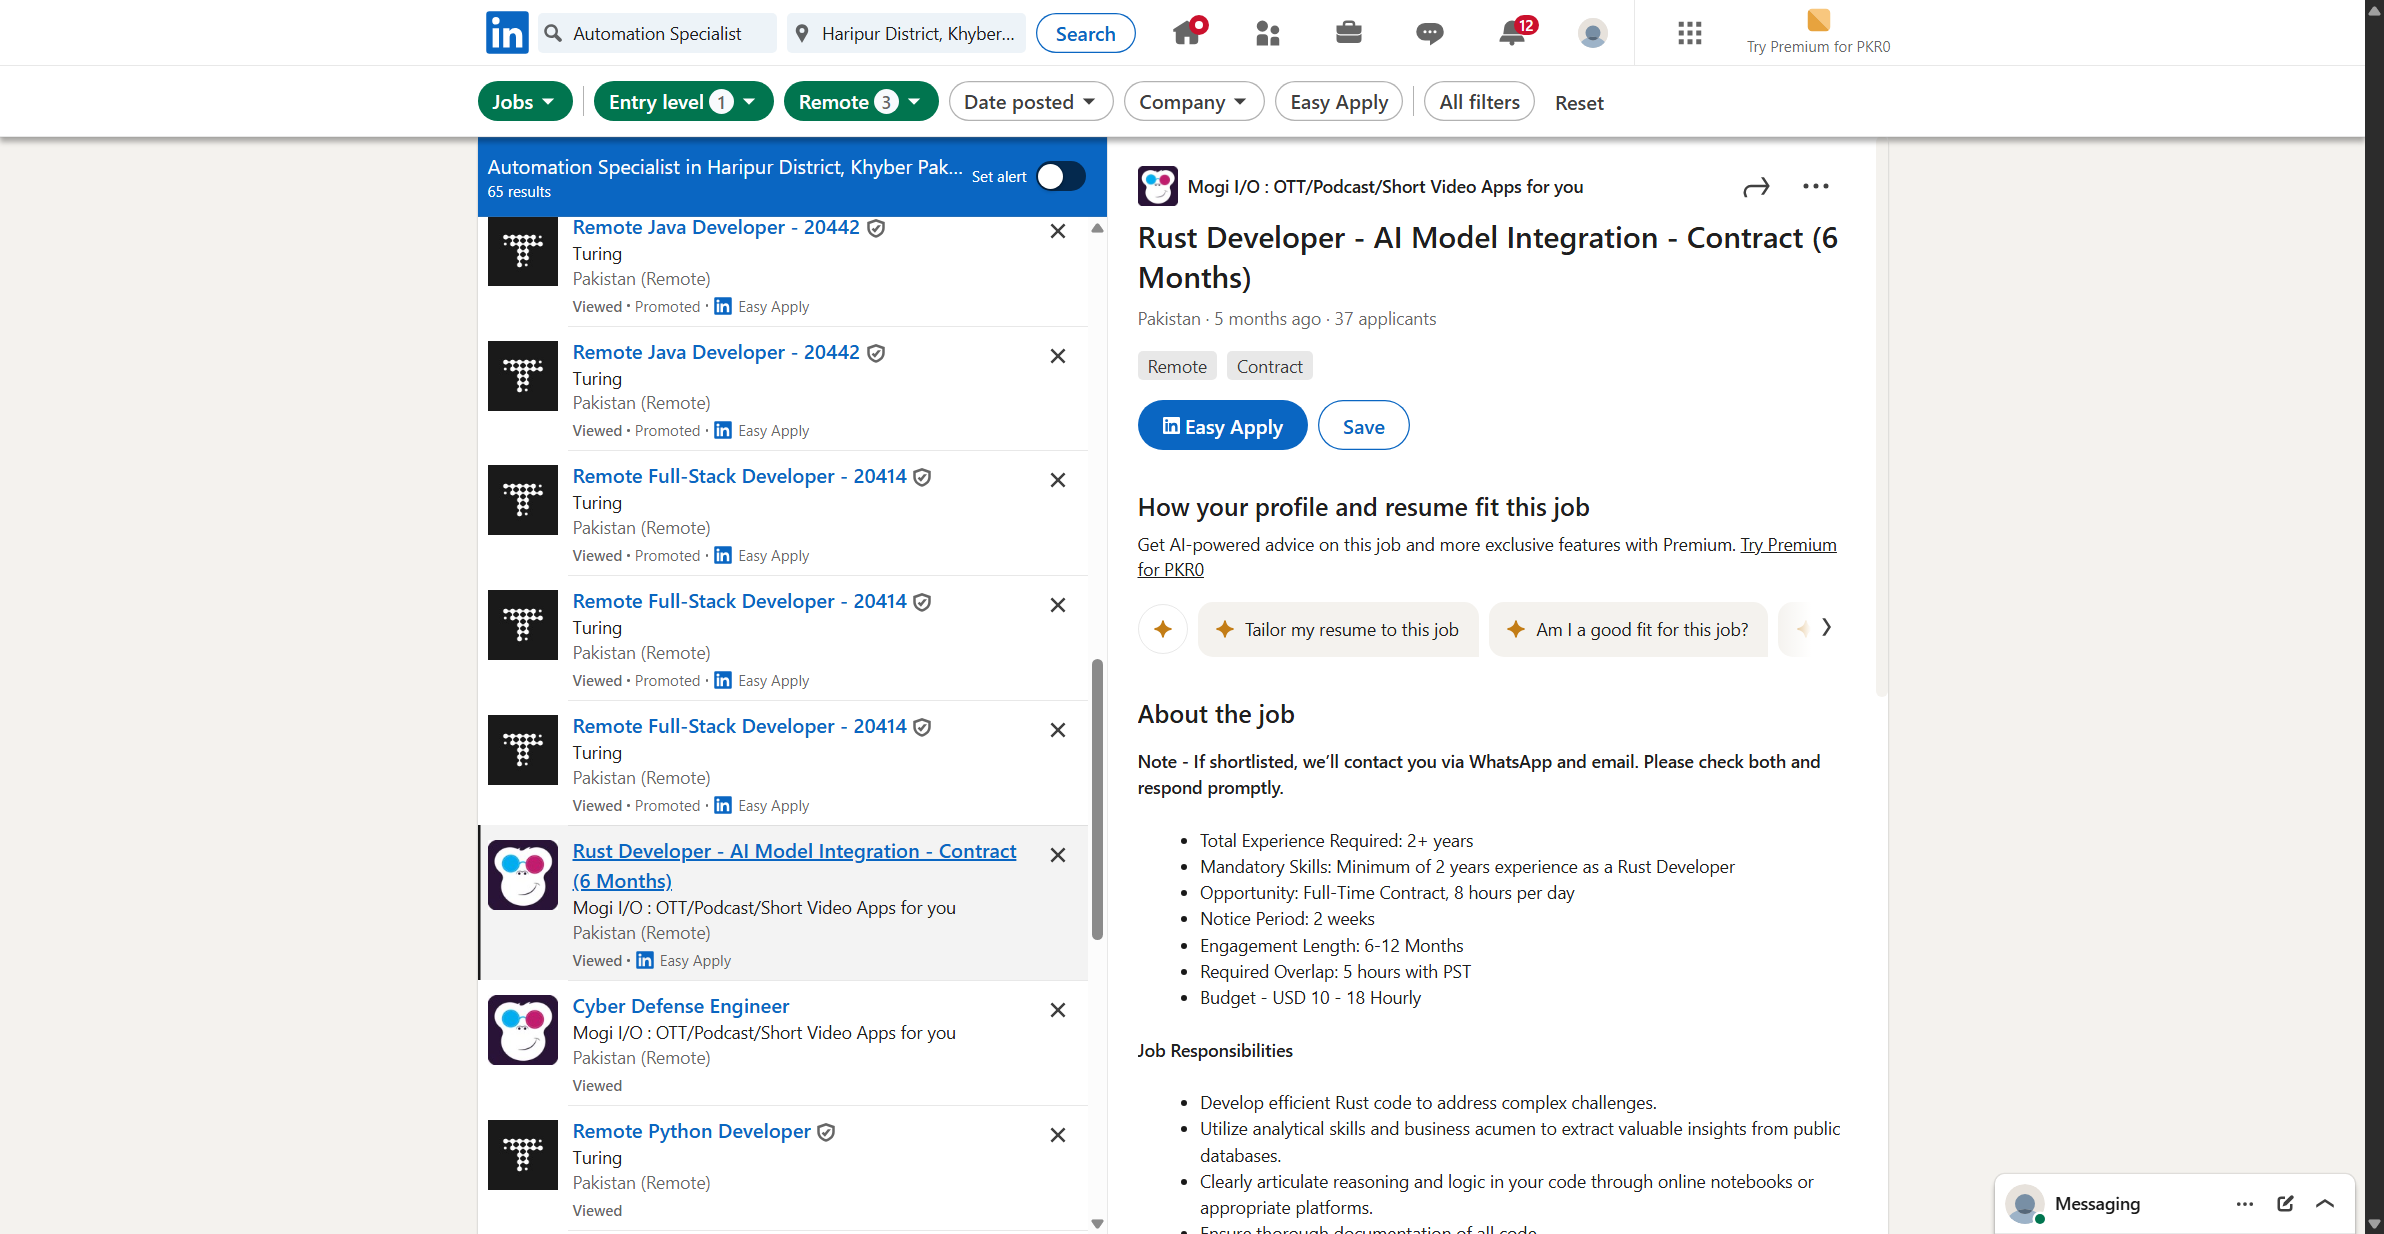 in
Automation Specialist
Haripur District, Khyber...
Search
12
Try Premium for PKR0
Jobs
Entry level 1
Remote 3
Date posted
Company
Easy Apply
All filters
Reset
Automation Specialist in Haripur District, Khyber Pak...
65 results
Set alert
Remote Java Developer - 20442
Turing
Pakistan (Remote)
Viewed · Promoted · in Easy Apply
Remote Java Developer - 20442
Turing
Pakistan (Remote)
Viewed · Promoted · in Easy Apply
Remote Full-Stack Developer - 20414
Turing
Pakistan (Remote)
Viewed · Promoted · in Easy Apply
Remote Full-Stack Developer - 20414
Turing
Pakistan (Remote)
Viewed · Promoted · in Easy Apply
Remote Full-Stack Developer - 20414
Turing
Pakistan (Remote)
Viewed · Promoted · in Easy Apply
Rust Developer - AI Model Integration - Contract
(6 Months)
Mogi I/O : OTT/Podcast/Short Video Apps for you
Pakistan (Remote)
Viewed · in Easy Apply
Cyber Defense Engineer
Mogi I/O : OTT/Podcast/Short Video Apps for you
Pakistan (Remote)
Viewed
Remote Python Developer
Turing
Pakistan (Remote)
Viewed
Mogi I/O : OTT/Podcast/Short Video Apps for you
Rust Developer - AI Model Integration - Contract (6
Months)
Pakistan · 5 months ago · 37 applicants
Remote
Contract
in Easy Apply
Save
How your profile and resume fit this job
Get AI-powered advice on this job and more exclusive features with Premium. Try Premium
for PKR0
Tailor my resume to this job
Am I a good fit for this job?
About the job
Note - If shortlisted, we’ll contact you via WhatsApp and email. Please check both and
respond promptly.
• Total Experience Required: 2+ years
• Mandatory Skills: Minimum of 2 years experience as a Rust Developer
• Opportunity: Full-Time Contract, 8 hours per day
• Notice Period: 2 weeks
• Engagement Length: 6-12 Months
• Required Overlap: 5 hours with PST
• Budget - USD 10 - 18 Hourly
Job Responsibilities
• Develop efficient Rust code to address complex challenges.
• Utilize analytical skills and business acumen to extract valuable insights from public
databases.
• Clearly articulate reasoning and logic in your code through online notebooks or
appropriate platforms.
• Ensure thorough documentation of all code
Messaging